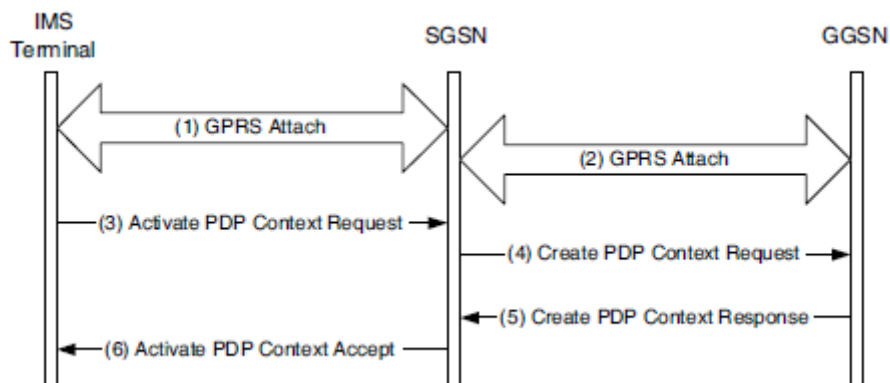 IMS
Terminal
SGSN
GGSN
(1) GPRS Attach
(2) GPRS Attach
(3) Activate PDP Context Request
(4) Create PDP Context Request
(5) Create PDP Context Response
(6) Activate PDP Context Accept